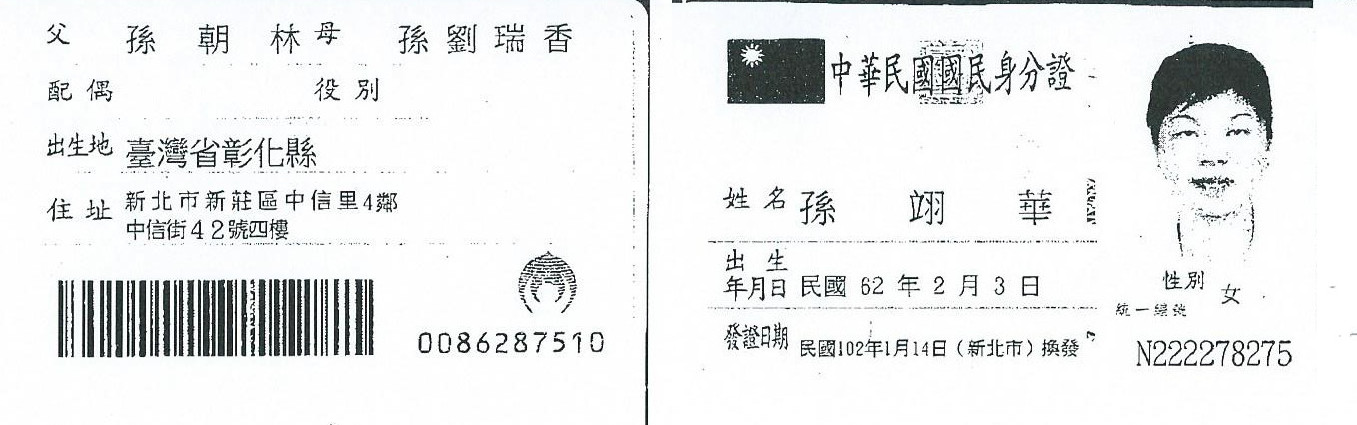 父 孫朝林 母 孫劉瑞香
配偶 役別
出生地 臺灣省彰化縣
住址 新北市新莊區中信里4鄰
中信街42號四樓
0086287510
中華民國國民身分證
姓名 孫翊華
出生
年月日 民國 62 年 2 月 3 日
性別 女
統一編號
發證日期 民國102年1月14日（新北市）換發
N222278275